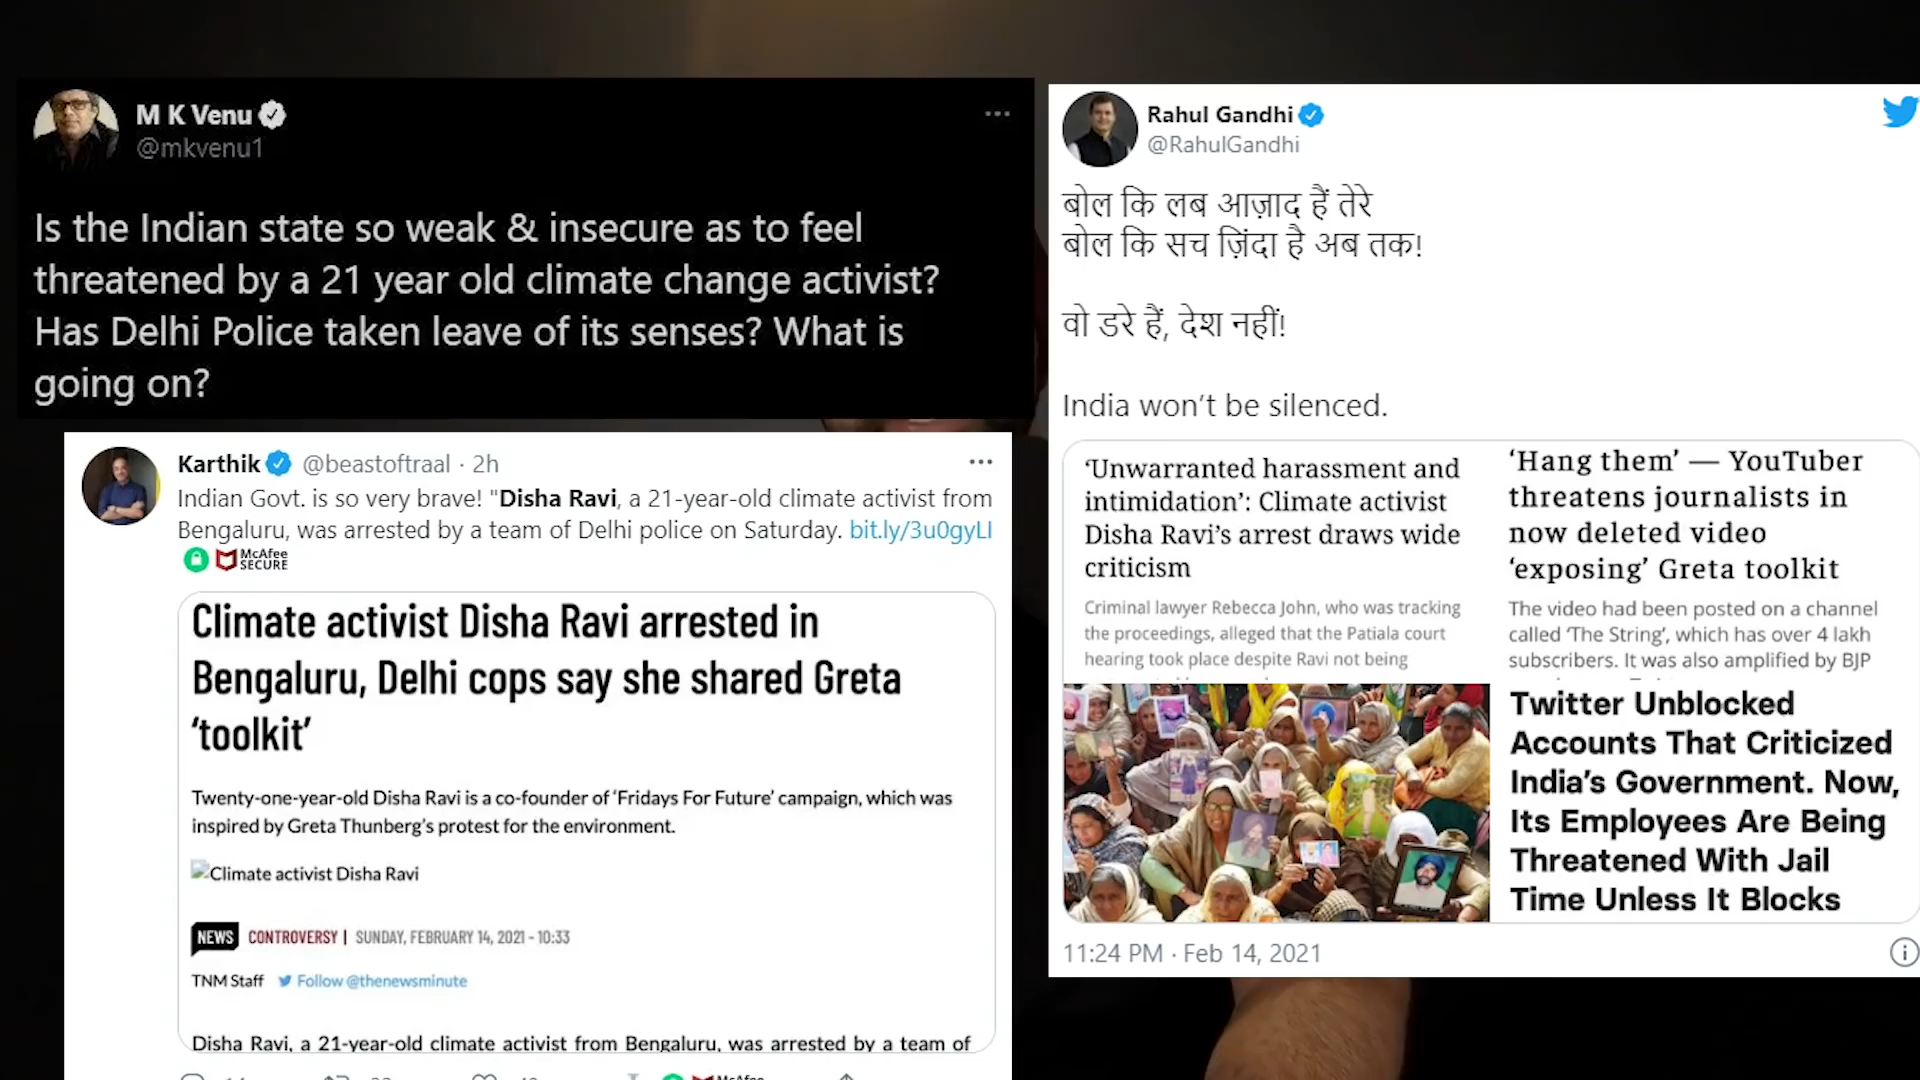 M K Venu
@mkvenu1
Is the Indian state so weak & insecure as to feel
threatened by a 21 year old climate change activist?
Has Delhi Police taken leave of its senses? What is
going on?
Karthik @beastoftraal · 2h
Indian Govt. is so very brave! "Disha Ravi, a 21-year-old climate activist from
Bengaluru, was arrested by a team of Delhi police on Saturday. bit.ly/3u0gyLI
McAfee
SECURE
Climate activist Disha Ravi arrested in
Bengaluru, Delhi cops say she shared Greta
‘toolkit’
Twenty-one-year-old Disha Ravi is a co-founder of ‘Fridays For Future’ campaign, which was
inspired by Greta Thunberg’s protest for the environment.
Climate activist Disha Ravi
NEWS CONTROVERSY | SUNDAY, FEBRUARY 14, 2021 - 10:33
TNM Staff Follow @thenewsminute
Disha Ravi, a 21-year-old climate activist from Bengaluru, was arrested by a team of
Rahul Gandhi
@RahulGandhi
बोल कि लब आज़ाद हैं तेरे
बोल कि सच ज़िंदा है अब तक!
वो डरे हैं, देश नहीं!
India won’t be silenced.
‘Unwarranted harassment and
intimidation’: Climate activist
Disha Ravi’s arrest draws wide
criticism
Criminal lawyer Rebecca John, who was tracking
the proceedings, alleged that the Patiala court
hearing took place despite Ravi not being
‘Hang them’ — YouTuber
threatens journalists in
now deleted video
‘exposing’ Greta toolkit
The video had been posted on a channel
called ‘The String’, which has over 4 lakh
subscribers. It was also amplified by BJP
Twitter Unblocked
Accounts That Criticized
India’s Government. Now,
Its Employees Are Being
Threatened With Jail
Time Unless It Blocks
11:24 PM · Feb 14, 2021